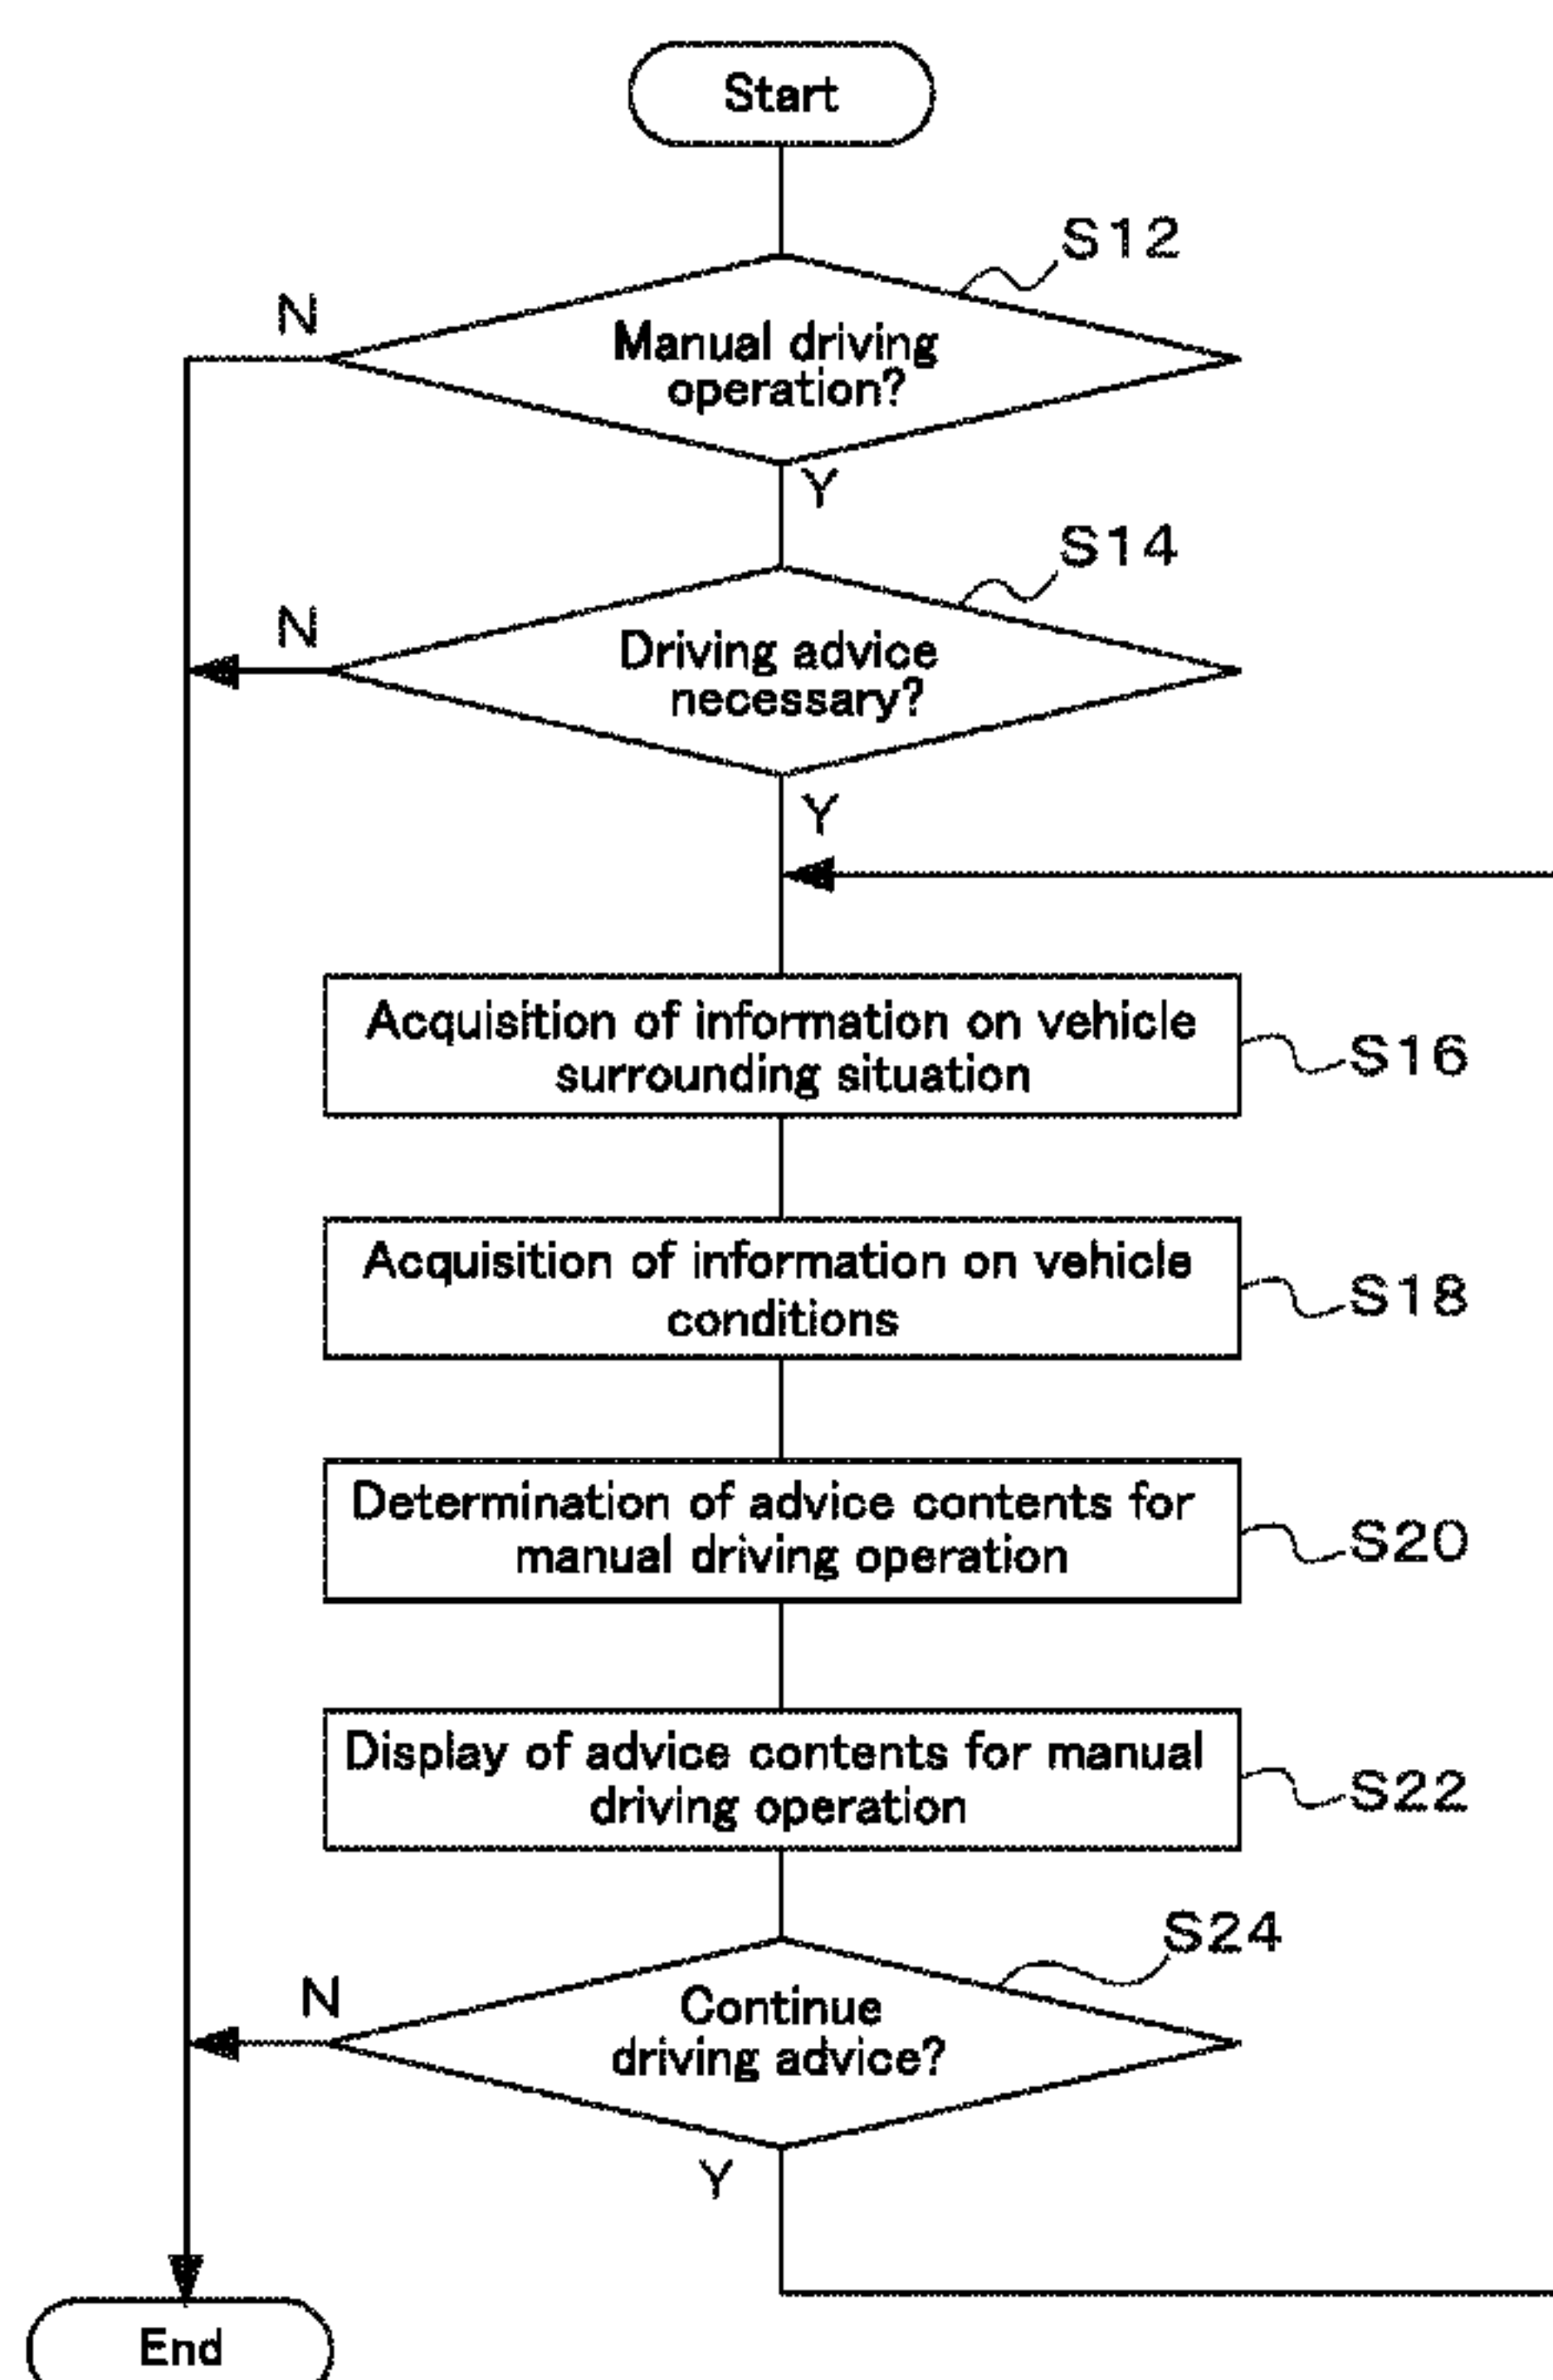 Start
S12
N
Manual driving
operation?
Y
S14
N
Driving advice
necessary?
Y
Acquisition of information on vehicle
surrounding situation
S16
Acquisition of information on vehicle
conditions
S18
Determination of advice contents for
manual driving operation
S20
Display of advice contents for manual
driving operation
S22
S24
N
Continue
driving advice?
Y
End